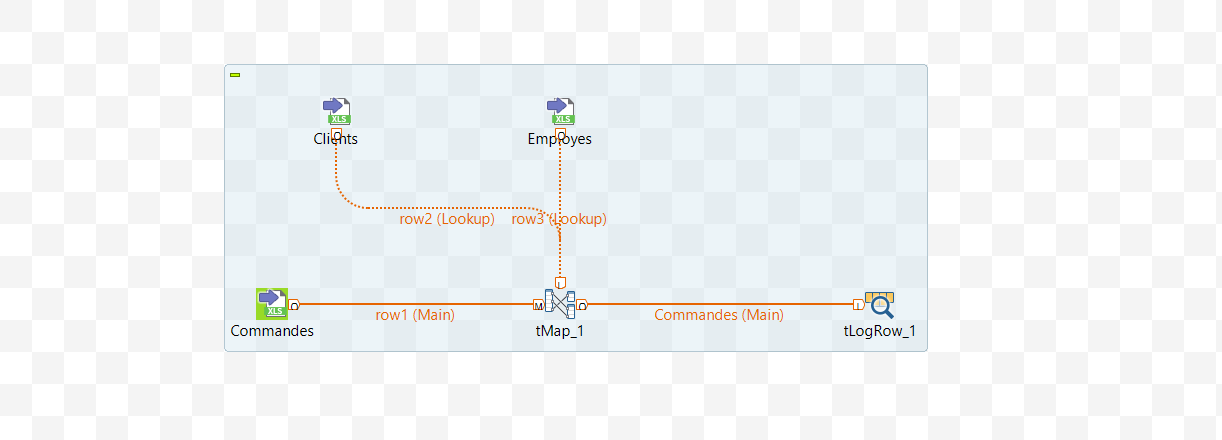 XLS
XLS
Clients
Employes
row2 (Lookup)
row3 (Lookup)
XLS
O
M
O
I
row1 (Main)
Commandes (Main)
Commandes
tMap_1
tLogRow_1